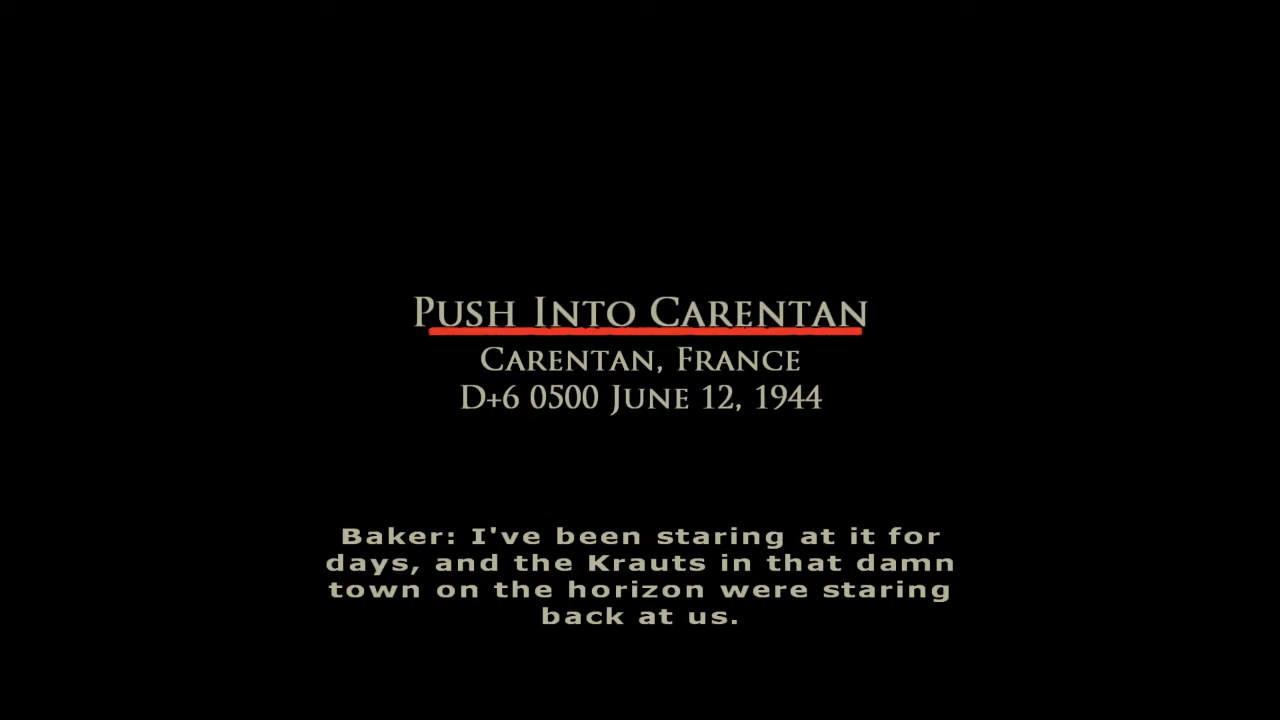 Push Into Carentan
Carentan, France
D+6 0500 June 12, 1944
Baker: I've been staring at it for
days, and the Krauts in that damn
town on the horizon were staring
back at us.